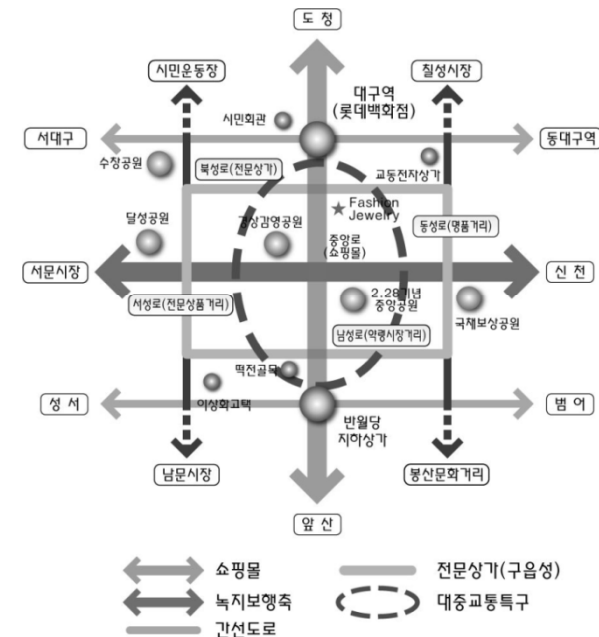 도 청
시민운동장
칠성시장
대구역
(롯데백화점)
시민회관
서대구
동대구역
수창공원
북성로(전문상가)
교동전자상가
Fashion
Jewelry
달성공원
경상감영공원
동성로(명품거리)
중앙로
(쇼핑몰)
서문시장
신 천
2.28기념
중앙공원
서성로(전문상품거리)
국채보상공원
남성로(약령시장거리)
떡전골목
이상화고택
성 서
범 어
반월당
지하상가
남문시장
봉산문화거리
앞 산
쇼핑몰
전문상가(구읍성)
녹지보행축
대중교통특구
간선도로